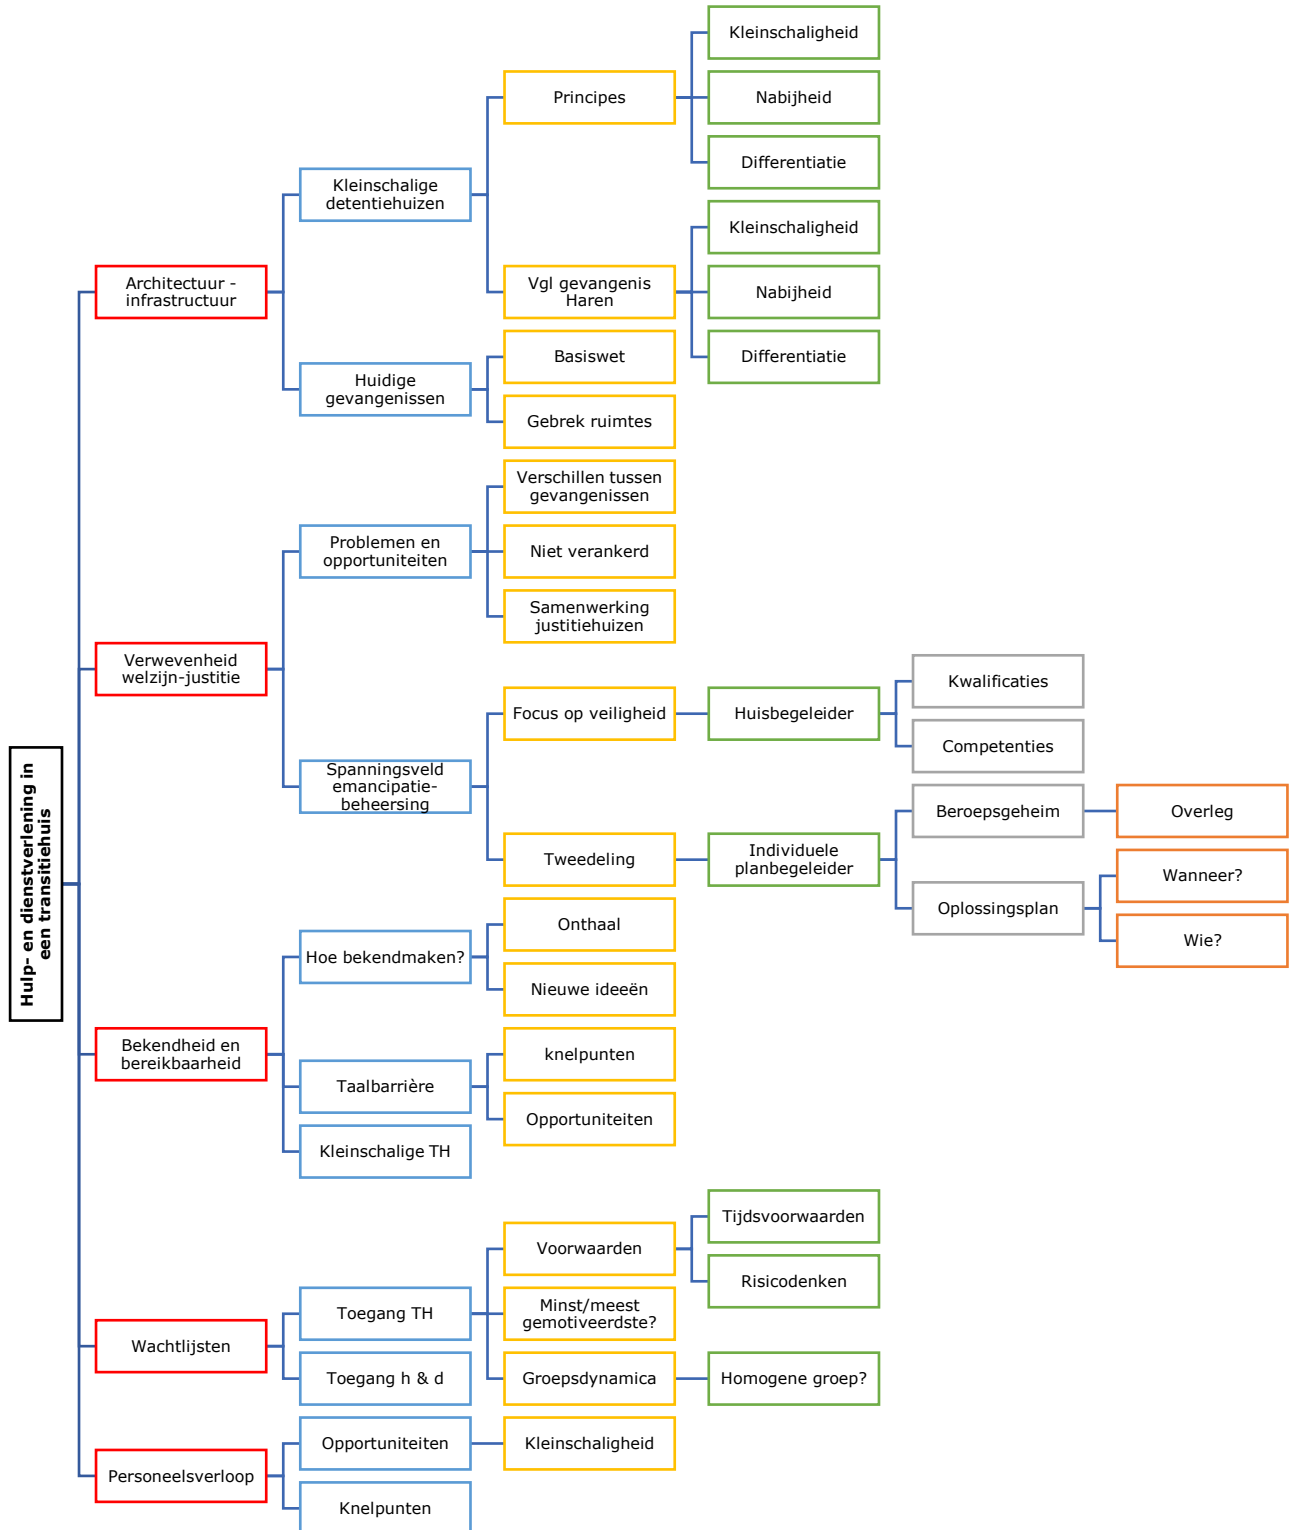 Hulp- en dienstverlening in
een transitiehuis
Architectuur -
infrastructuur
Kleinschalige
detentiehuizen
Principes
Kleinschaligheid
Nabijheid
Differentiatie
Vgl gevangenis
Haren
Kleinschaligheid
Nabijheid
Differentiatie
Huidige
gevangenissen
Basiswet
Gebrek ruimtes
Verwevenheid
welzijn-justitie
Problemen en
opportuniteiten
Verschillen tussen
gevangenissen
Niet verankerd
Samenwerking
justitiehuizen
Spanningsveld
emancipatie-
beheersing
Focus op veiligheid
Huisbegeleider
Kwalificaties
Competenties
Tweedeling
Individuele
planbegeleider
Beroepsgeheim
Overleg
Oplossingsplan
Wanneer?
Wie?
Bekendheid en
bereikbaarheid
Hoe bekendmaken?
Onthaal
Nieuwe ideeën
Taalbarrière
knelpunten
Opportuniteiten
Kleinschalige TH
Wachtlijsten
Toegang TH
Voorwaarden
Tijdsvoorwaarden
Risicodenken
Minst/meest
gemotiveerdste?
Groepsdynamica
Homogene groep?
Toegang h & d
Personeelsverloop
Opportuniteiten
Kleinschaligheid
Knelpunten